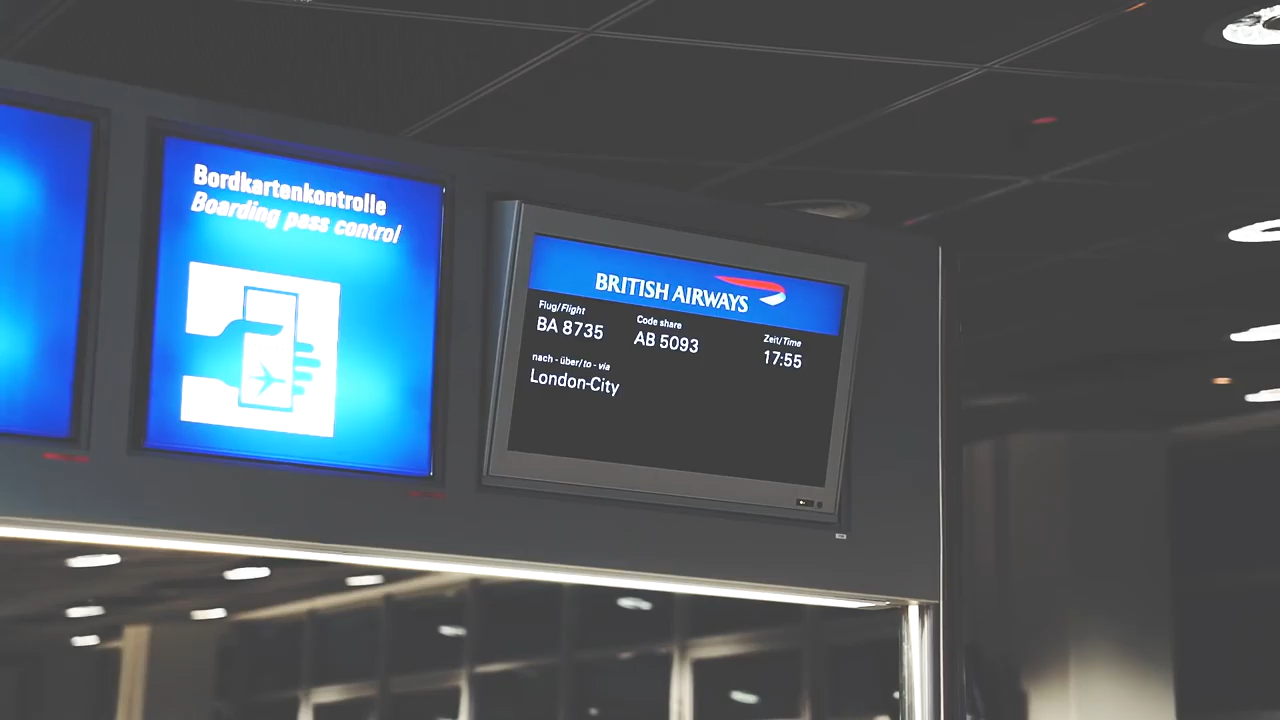 Bordkartenkontrolle
Boarding pass control
BRITISH AIRWAYS
Flug/Flight
BA 8735
Code share
AB 5093
Zeit/Time
17:55
nach - über/to - via
London-City